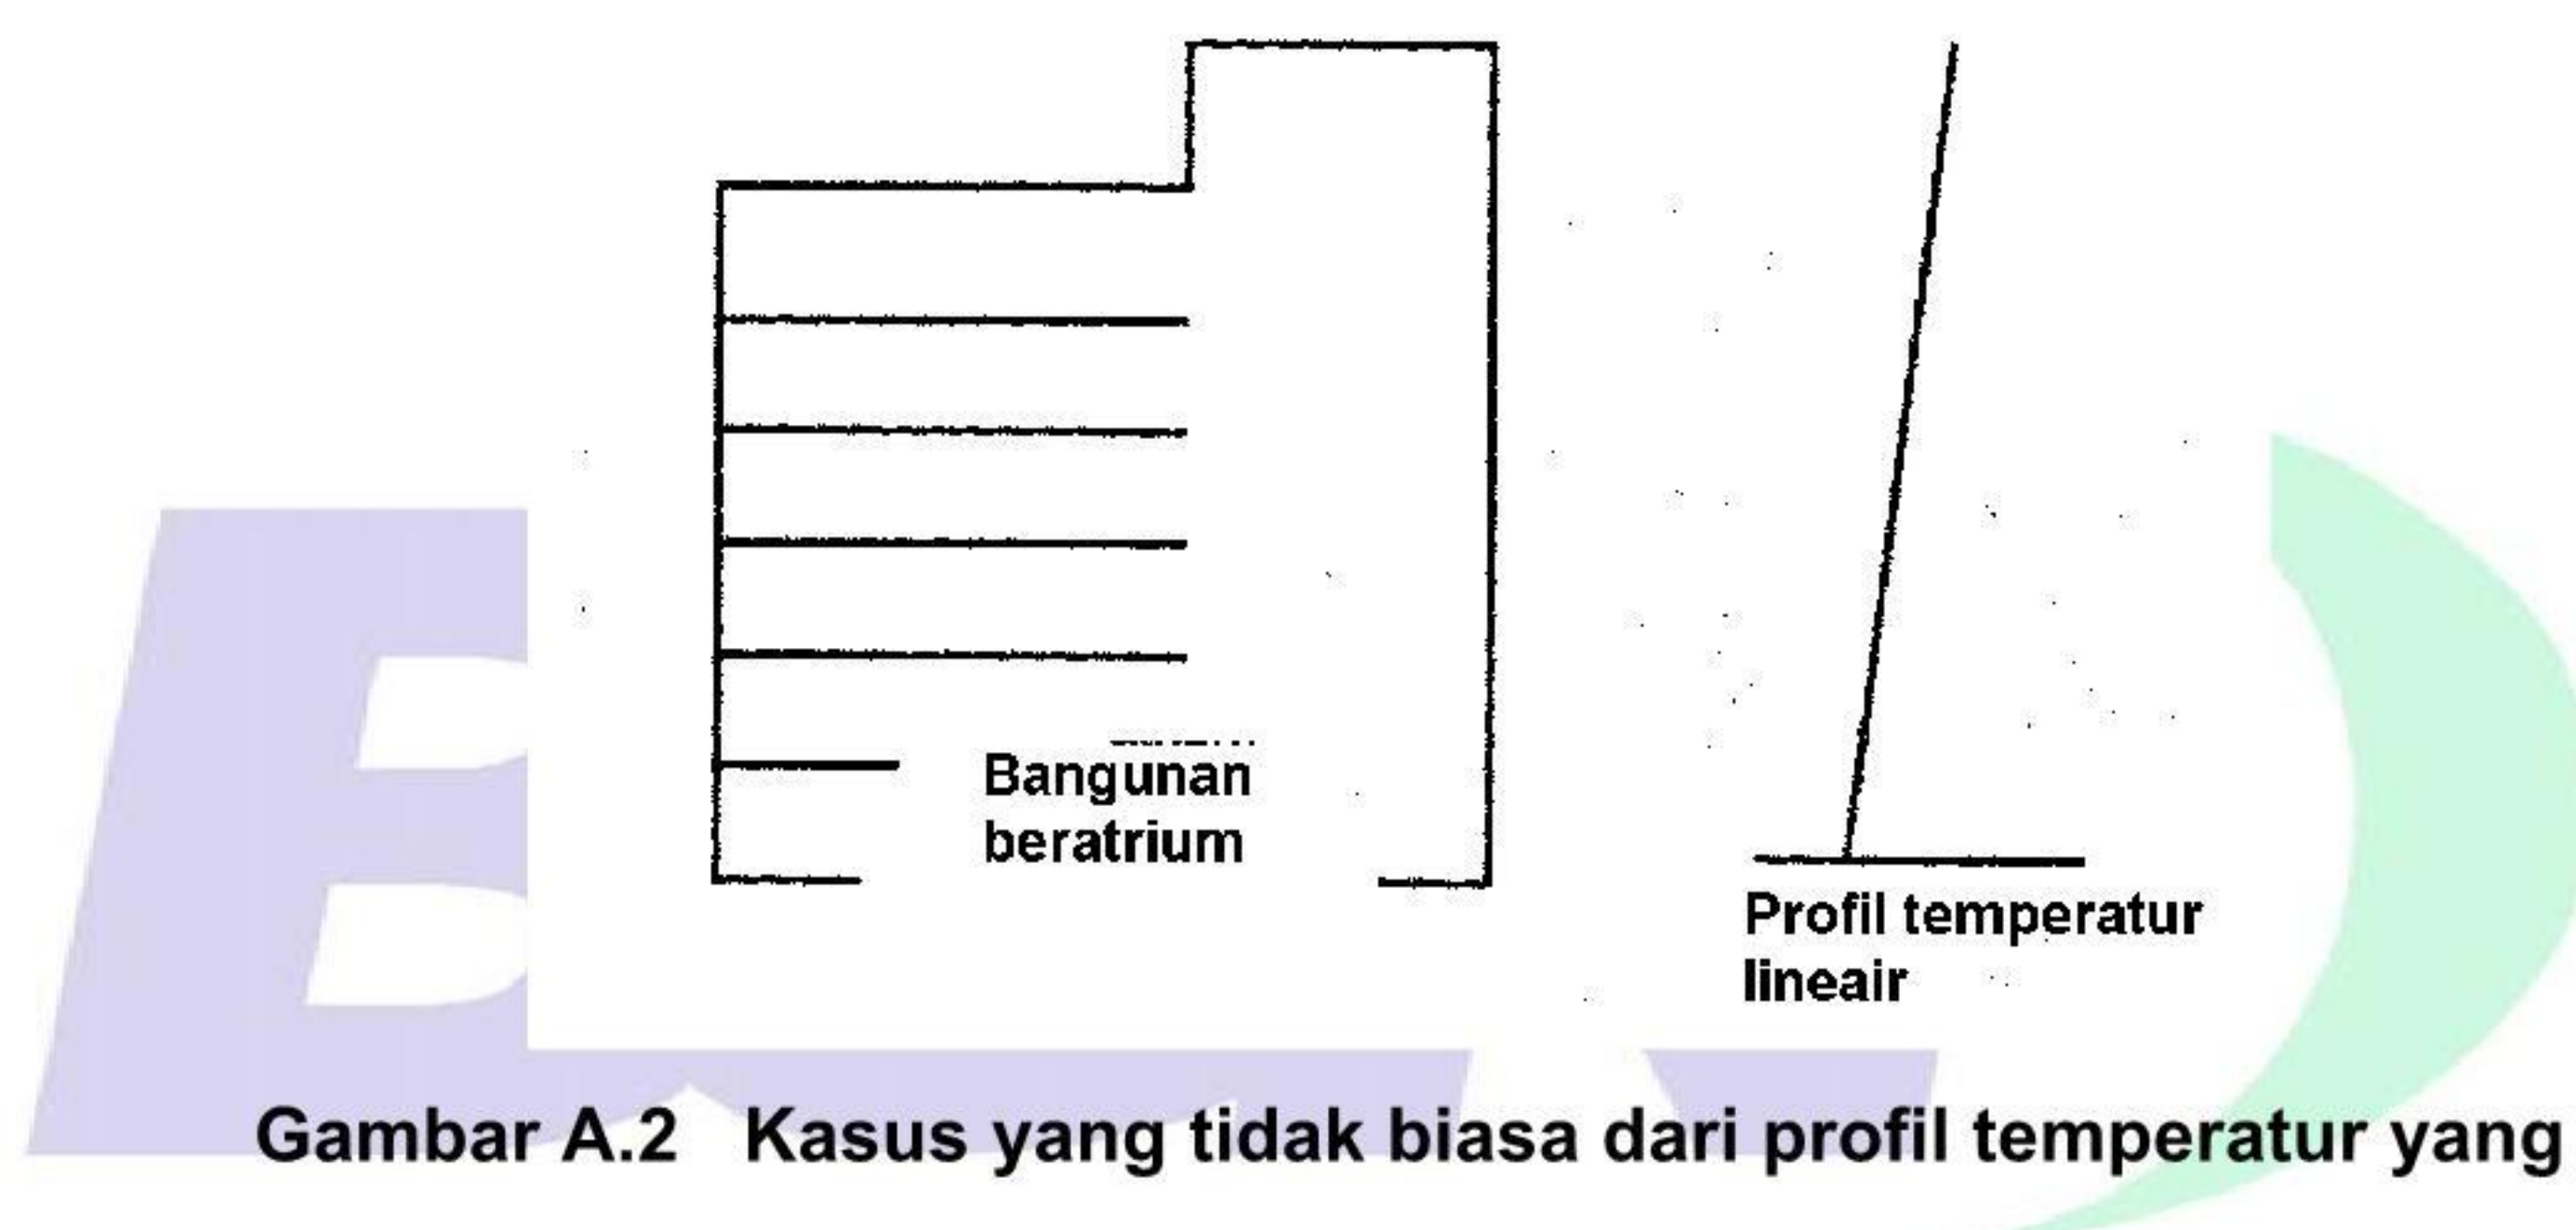 Bangunan
beratrium
Profil temperatur
lineair
Gambar A.2 Kasus yang tidak biasa dari profil temperatur yang